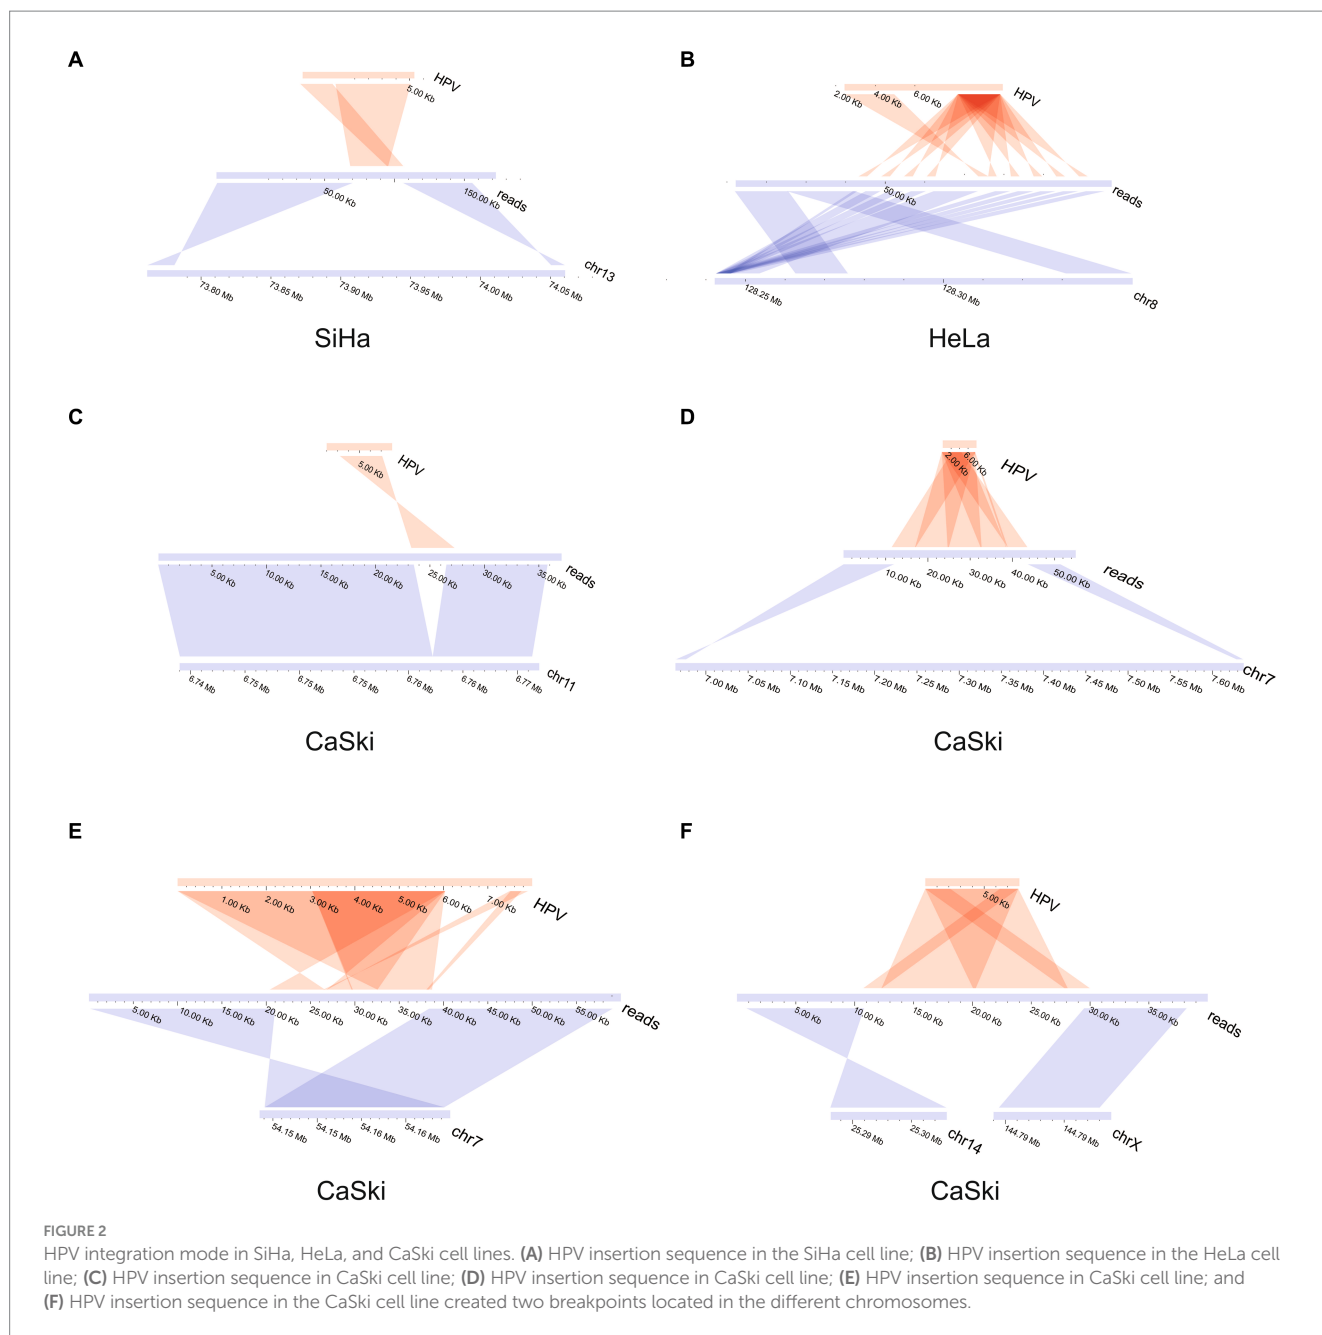 A
HPV
5.00 Kb
50.00 Kb
150.00 Kb
reads
73.80 Mb
73.85 Mb
73.90 Mb
73.95 Mb
74.00 Mb
74.05 Mb
chr13
SiHa
B
2.00 Kb
4.00 Kb
6.00 Kb
HPV
50.00 Kb
reads
128.25 Mb
128.30 Mb
chr8
HeLa
C
5.00 Kb
HPV
5.00 Kb
10.00 Kb
15.00 Kb
20.00 Kb
25.00 Kb
30.00 Kb
35.00 Kb
reads
6.74 Mb
6.75 Mb
6.75 Mb
6.75 Mb
6.76 Mb
6.76 Mb
6.77 Mb
chr11
CaSki
D
2.00 Kb
6.00 Kb
HPV
10.00 Kb
20.00 Kb
30.00 Kb
40.00 Kb
50.00 Kb
reads
7.00 Mb
7.05 Mb
7.10 Mb
7.15 Mb
7.20 Mb
7.25 Mb
7.30 Mb
7.35 Mb
7.40 Mb
7.45 Mb
7.50 Mb
7.55 Mb
7.60 Mb
chr7
CaSki
E
1.00 Kb
2.00 Kb
3.00 Kb
4.00 Kb
5.00 Kb
6.00 Kb
7.00 Kb
HPV
5.00 Kb
10.00 Kb
15.00 Kb
20.00 Kb
25.00 Kb
30.00 Kb
35.00 Kb
40.00 Kb
45.00 Kb
50.00 Kb
55.00 Kb
reads
54.15 Mb
54.15 Mb
54.16 Mb
54.16 Mb
chr7
CaSki
F
5.00 Kb
HPV
5.00 Kb
10.00 Kb
15.00 Kb
20.00 Kb
25.00 Kb
30.00 Kb
35.00 Kb
reads
25.29 Mb
25.30 Mb
chr14
144.79 Mb
144.79 Mb
chrX
CaSki
FIGURE 2
HPV integration mode in SiHa, HeLa, and CaSki cell lines. (A) HPV insertion sequence in the SiHa cell line; (B) HPV insertion sequence in the HeLa cell
line; (C) HPV insertion sequence in CaSki cell line; (D) HPV insertion sequence in CaSki cell line; (E) HPV insertion sequence in CaSki cell line; and
(F) HPV insertion sequence in the CaSki cell line created two breakpoints located in the different chromosomes.